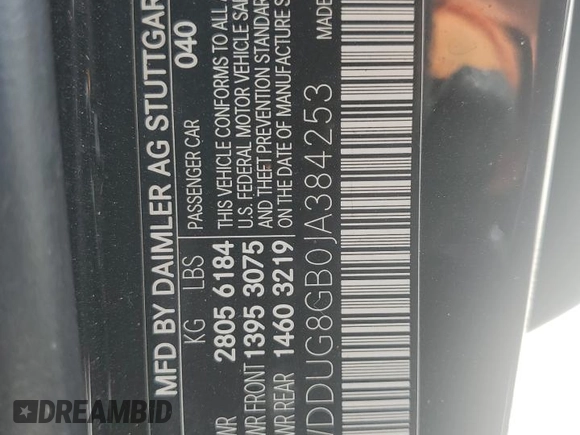 MFD BY DAIMLER AG STUTTGAR
040
KG LBS
WR 2805 6184
WR FRONT 1395 3075
WR REAR 1460 3219
PASSENGER CAR
THIS VEHICLE CONFORMS TO ALL
U.S. FEDERAL MOTOR VEHICLE SA
AND THEFT PREVENTION STANDAR
ON THE DATE OF MANUFACTURE S
DDUG8GB0JA384253
MADE
DREAMBID
dreambid.com